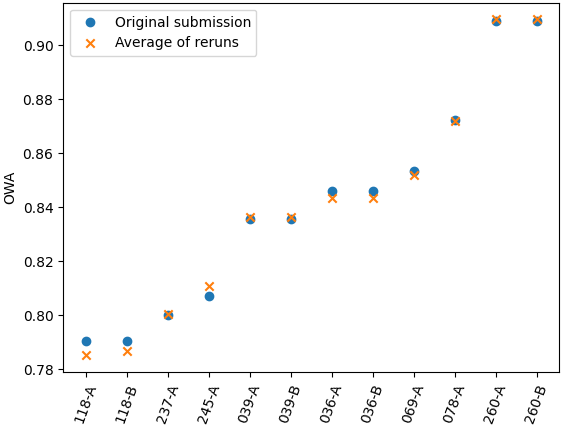 Original submission
Average of reruns
OWA
0.90
0.88
0.86
0.84
0.82
0.80
0.78
118-A
118-B
237-A
245-A
039-A
039-B
036-A
036-B
069-A
078-A
260-A
260-B